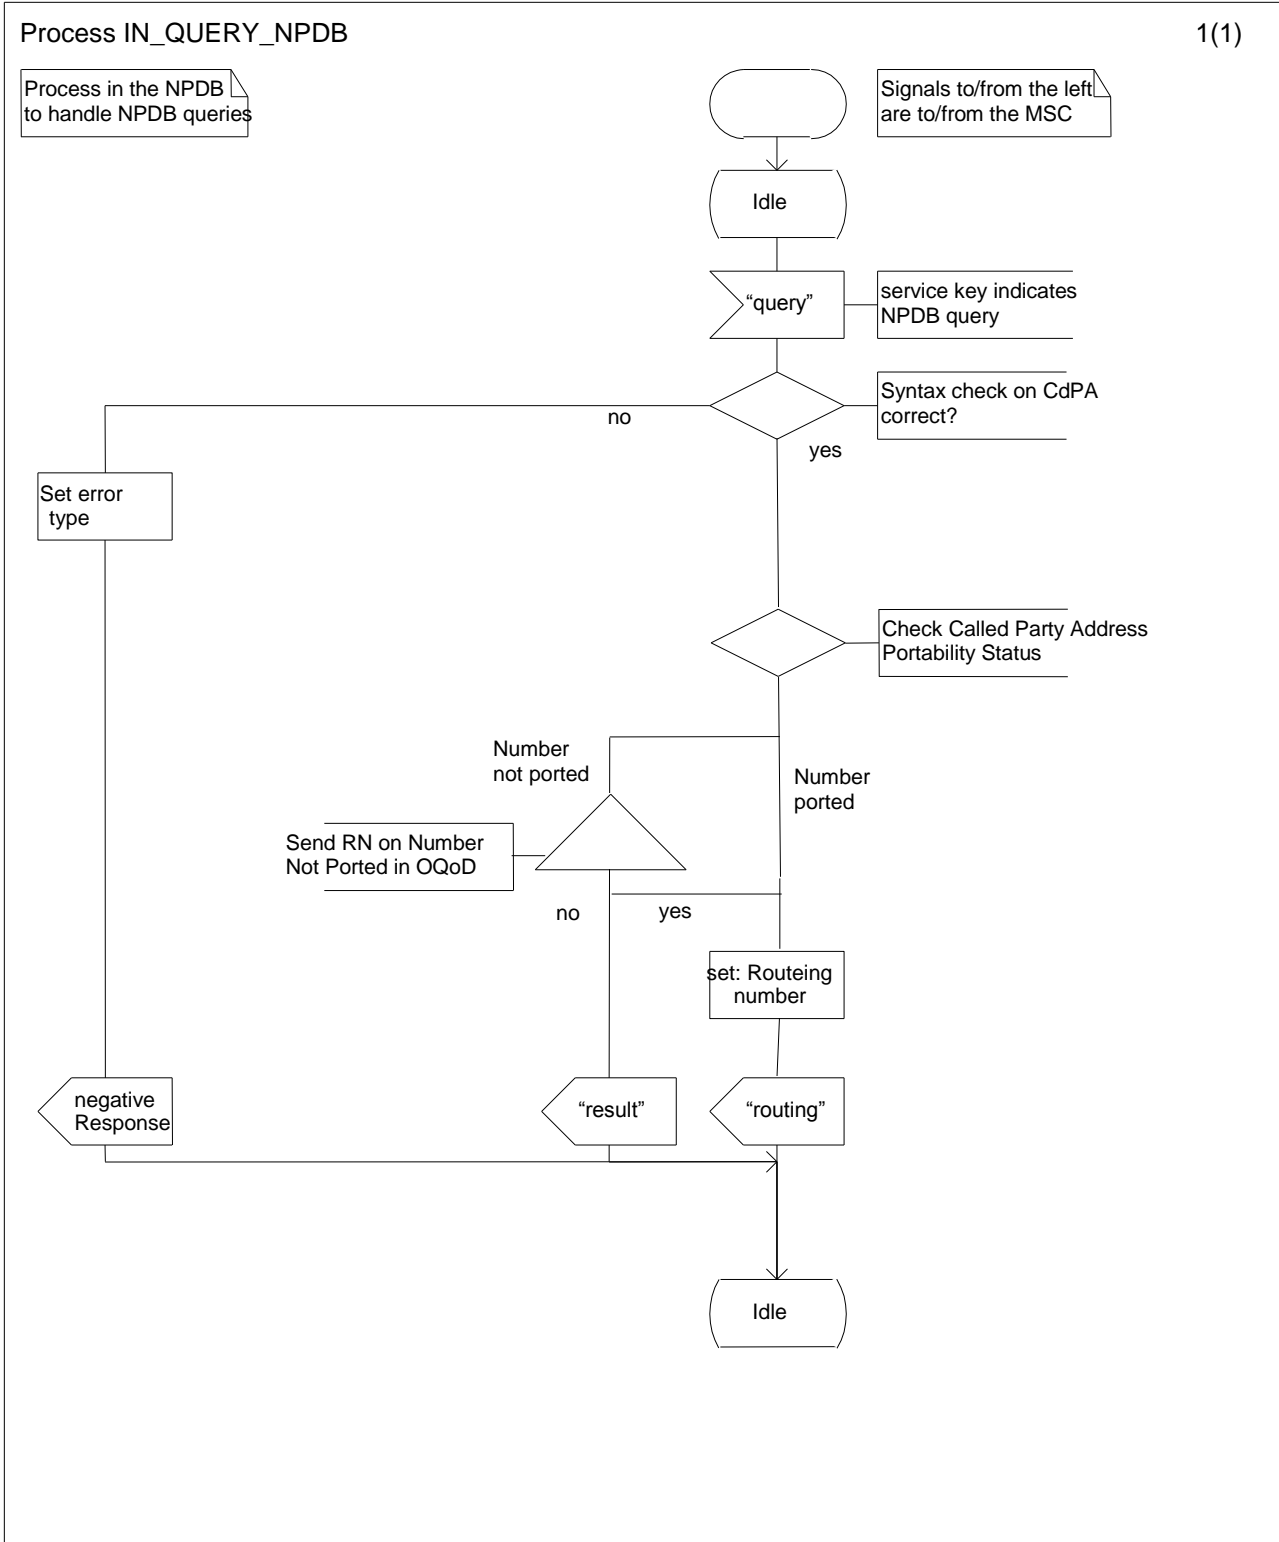 Process IN_QUERY_NPDB
1(1)
Process in the NPDB
to handle NPDB queries
Signals to/from the left
are to/from the MSC
Idle
“query”
service key indicates
NPDB query
Syntax check on CdPA
correct?
no
yes
Set error
type
Check Called Party Address
Portability Status
Number
not ported
Number
ported
Send RN on Number
Not Ported in OQoD
no
yes
set: Routeing
number
negative
Response
“result”
“routing”
Idle